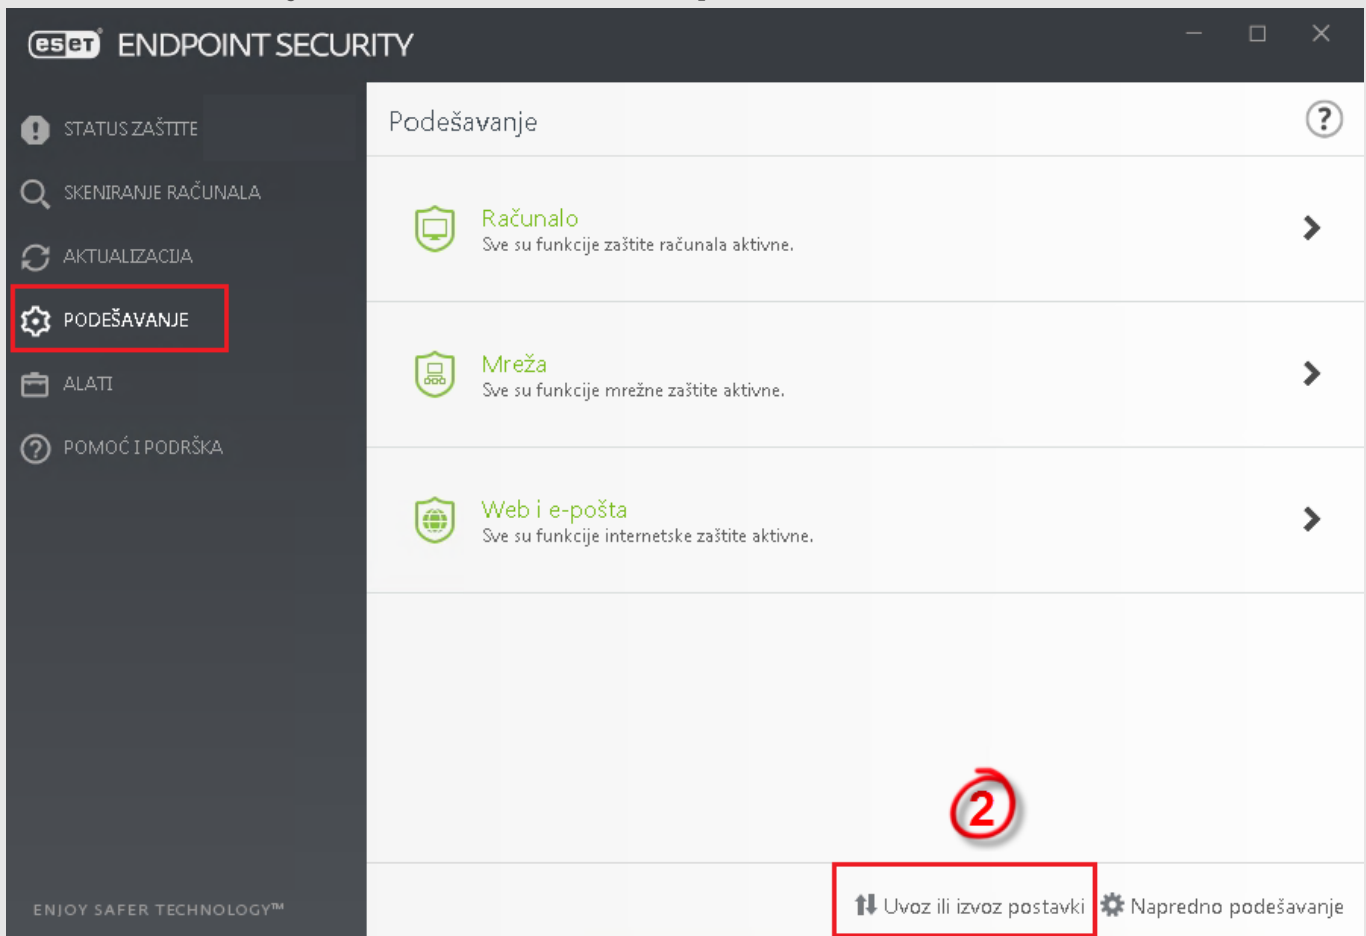 eset ENDPOINT SECURITY
STATUS ZAŠTITE
SKENIRANJE RAČUNALA
AKTUALIZACIJA
PODEŠAVANJE
ALATI
POMOĆ I PODRŠKA
ENJOY SAFER TECHNOLOGY™
Podešavanje
?
Računalo
Sve su funkcije zaštite računala aktivne.
Mreža
Sve su funkcije mrežne zaštite aktivne.
Web i e-pošta
Sve su funkcije internetske zaštite aktivne.
2
Uvoz ili izvoz postavki
Napredno podešavanje